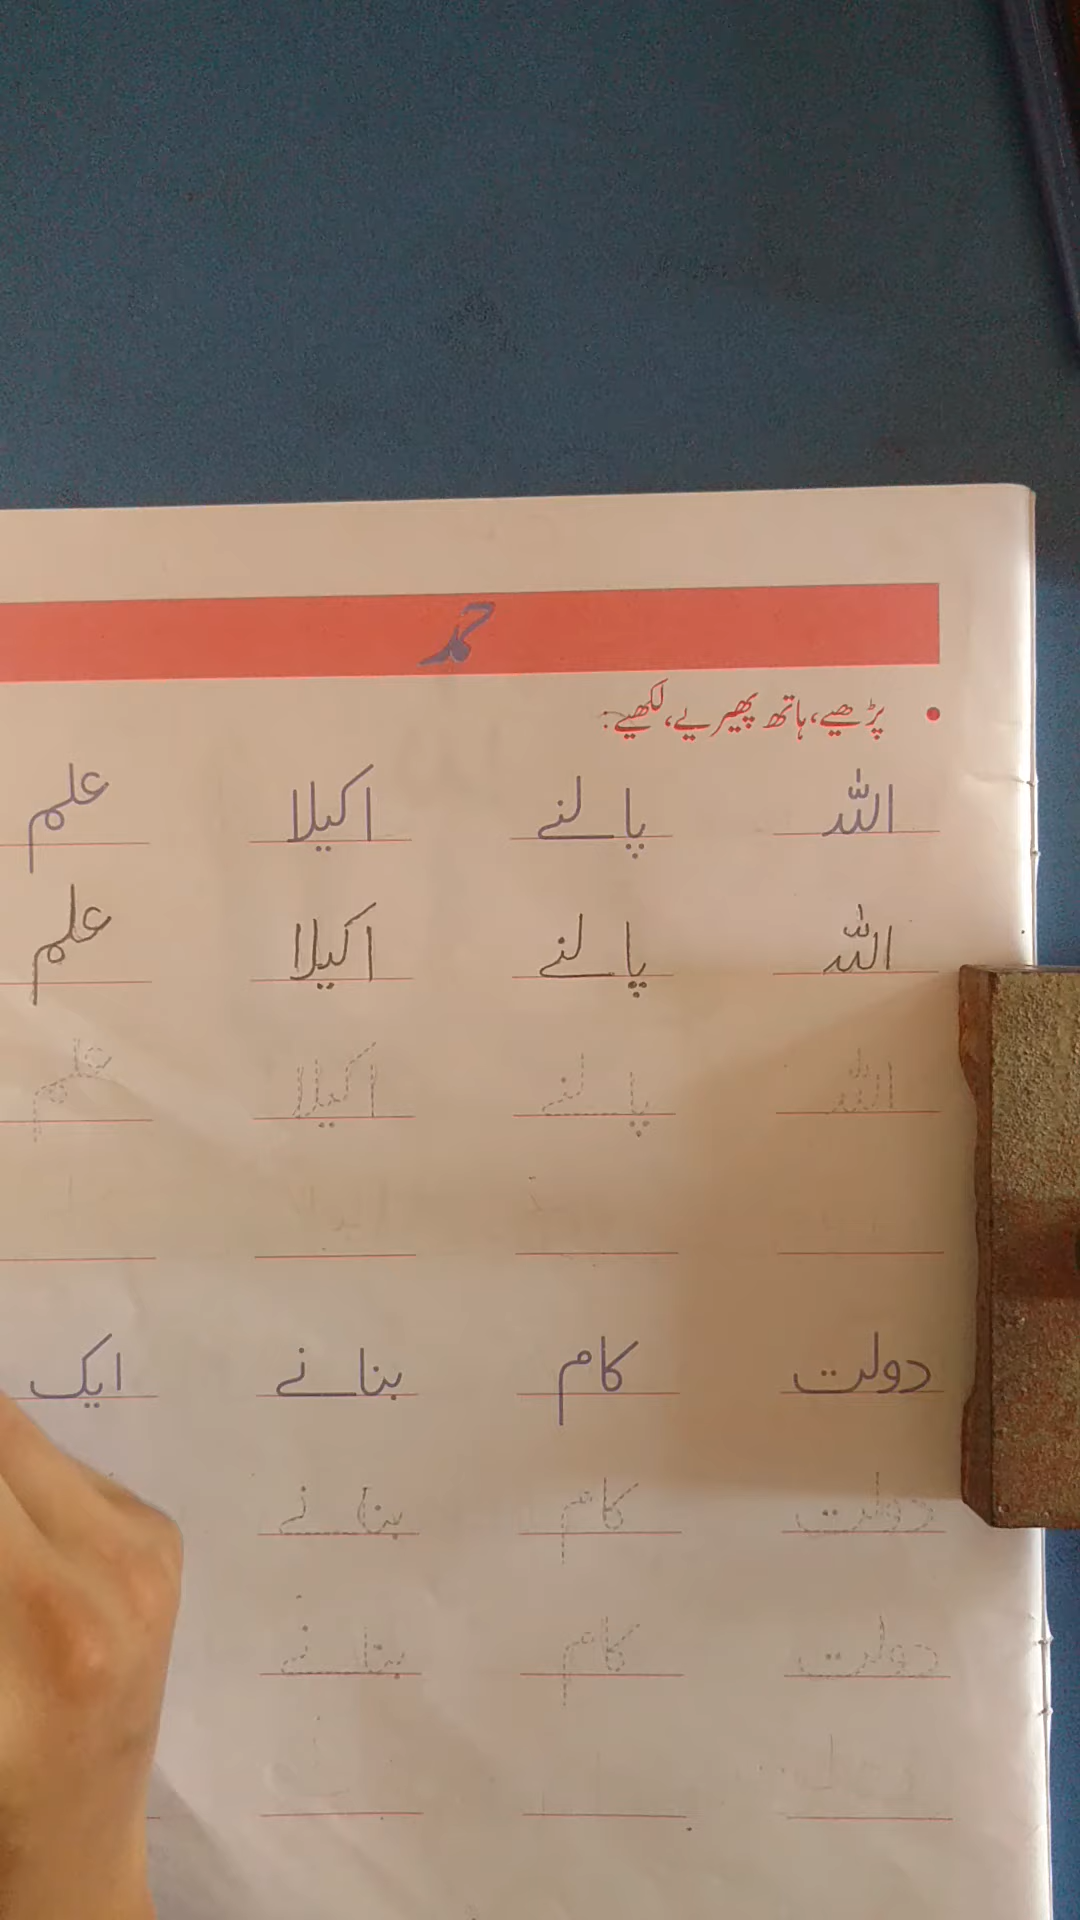 حمد
• پڑھیے، ہاتھ پھیریے، لکھیے:
اللہ پالنے اکیلا علم
اللہ پالنے اکیلا علم
اللہ پالنے اکیلا علم
دولت کام بنانے ایک
دولت کام بنانے
دولت کام بنانے